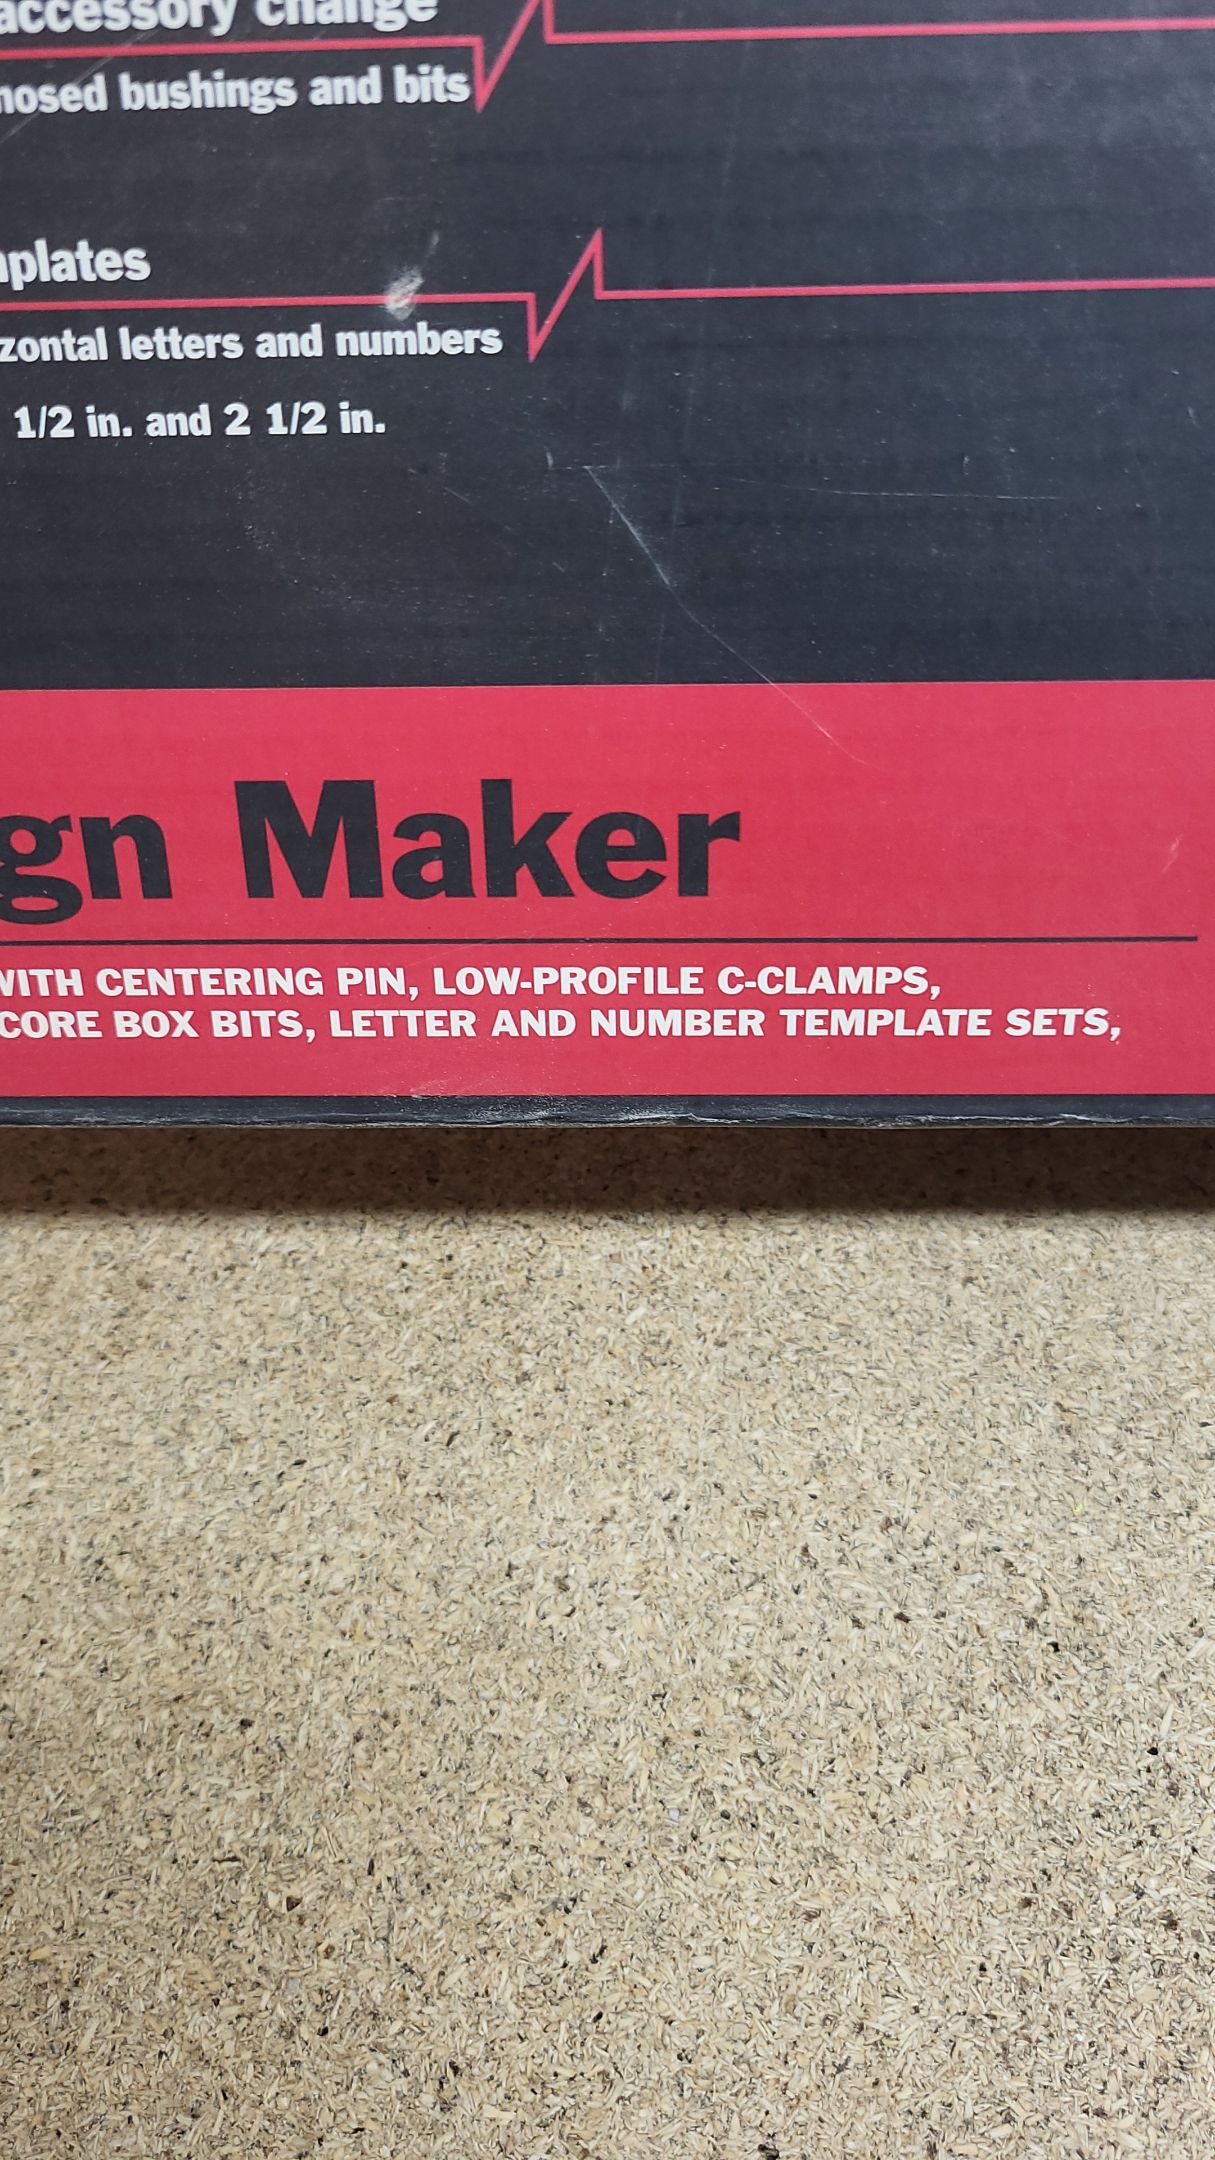 accessory change
nosed bushings and bits
plates
zontal letters and numbers
1/2 in. and 2 1/2 in.
gn Maker
WITH CENTERING PIN, LOW-PROFILE C-CLAMPS,
CORE BOX BITS, LETTER AND NUMBER TEMPLATE SETS,